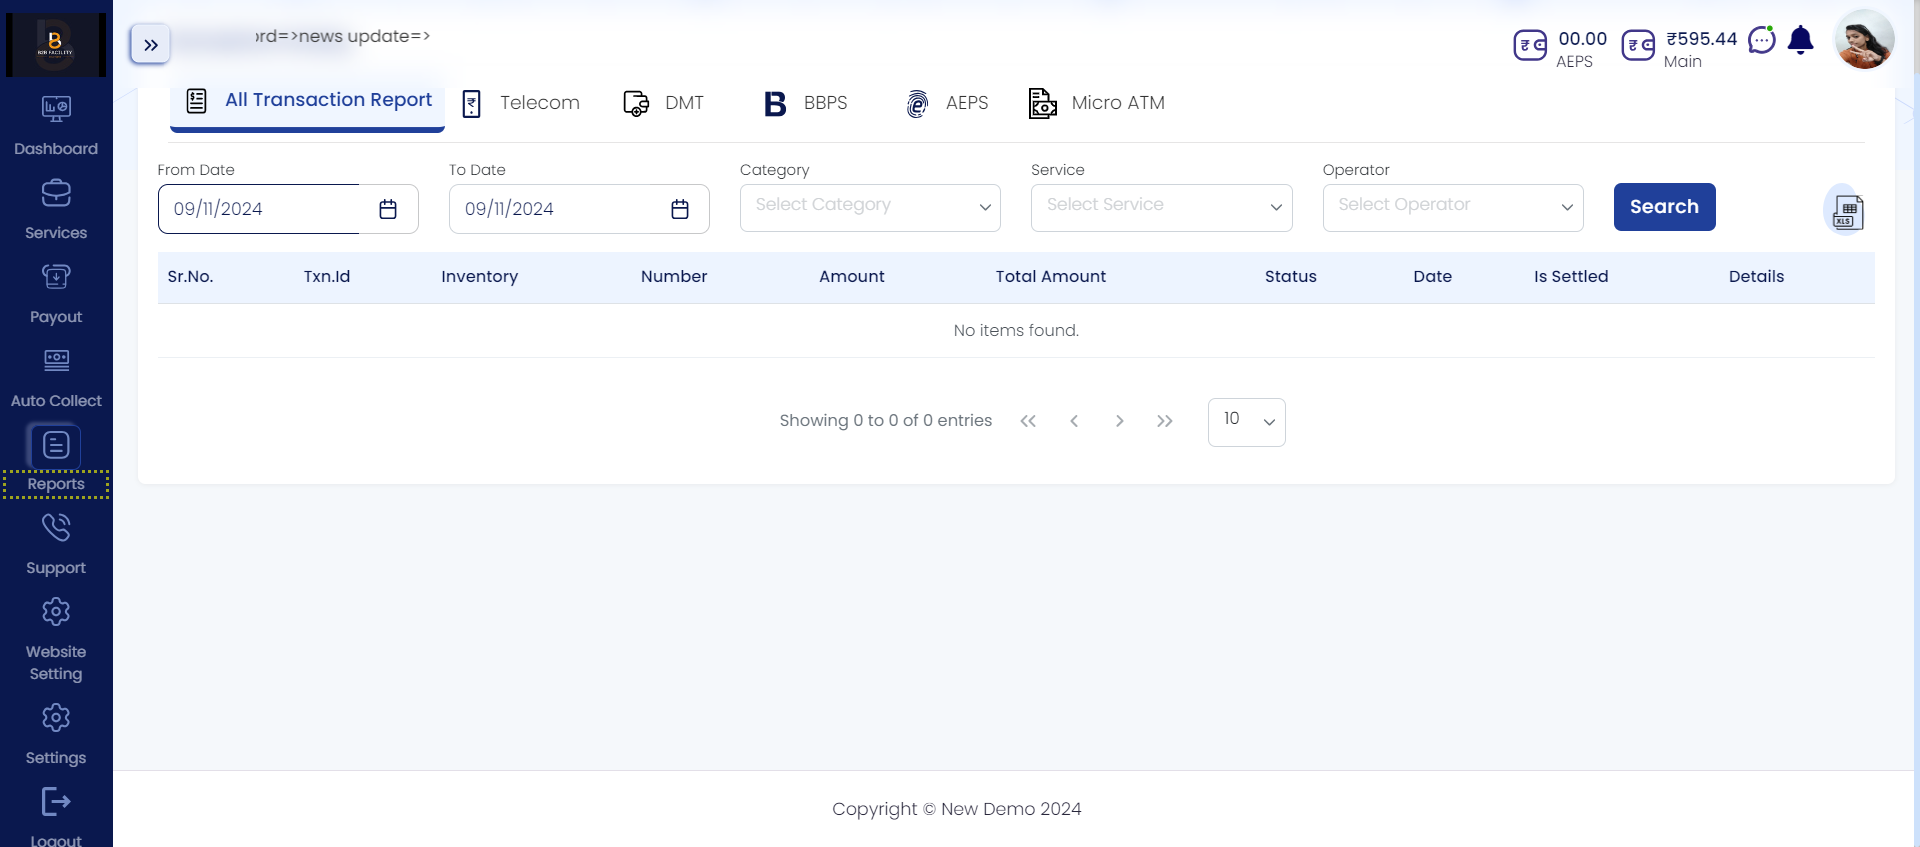 B2B FACILITY
Dashboard
Services
Payout
Auto Collect
Reports
Support
Website
Setting
Settings
Logout
ord=>news update=>
00.00
AEPS
₹595.44
Main
All Transaction Report
Telecom
DMT
BBPS
AEPS
Micro ATM
From Date
To Date
Category
Service
Operator
09/11/2024
09/11/2024
Select Category
Select Service
Select Operator
Search
XLS
Sr.No. Txn.Id Inventory Number Amount Total Amount Status Date Is Settled Details
No items found.
Showing 0 to 0 of 0 entries
10
Copyright © New Demo 2024